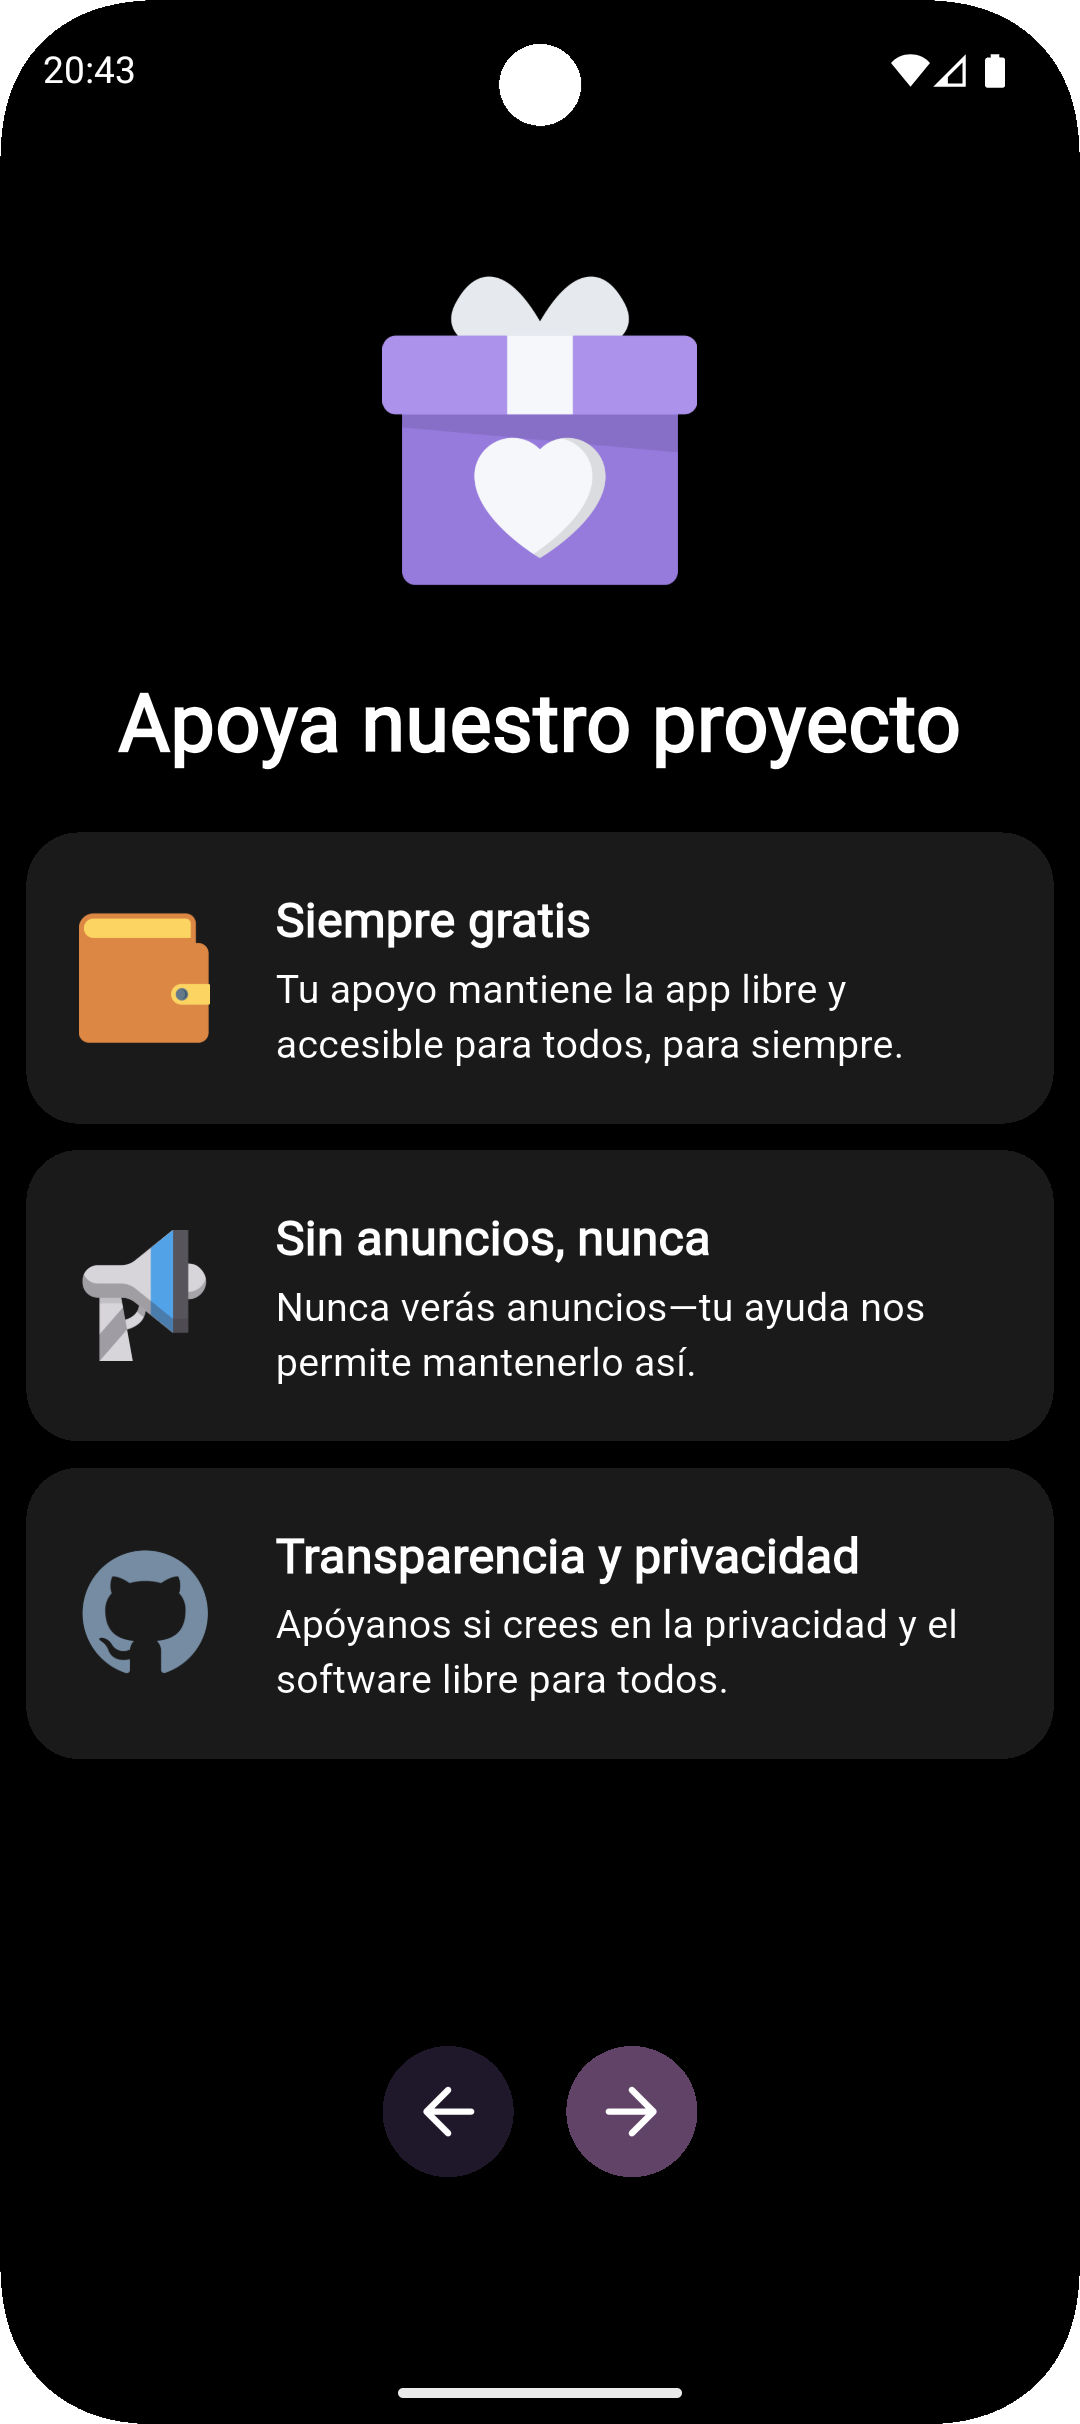 20:43
Apoya nuestro proyecto
Siempre gratis
Tu apoyo mantiene la app libre y
accesible para todos, para siempre.
Sin anuncios, nunca
Nunca verás anuncios—tu ayuda nos
permite mantenerlo así.
Transparencia y privacidad
Apóyanos si crees en la privacidad y el
software libre para todos.